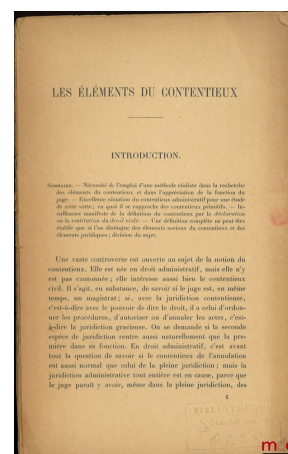 LES ÉLÉMENTS DU CONTENTIEUX
INTRODUCTION.
SOMMAIRE. — Nécessité de l'emploi d'une méthode réaliste dans la recherche
des éléments du contentieux et dans l'appréciation de la fonction du
juge. — Excellente situation du contentieux administratif pour une étude
de cette sorte; en quoi il se rapproche des contentieux primitifs. — In-
suffisance manifeste de la définition du contentieux par la déclaration
ou la restitution du droit violé. — Une définition complète ne peut être
établie que si l'on distingue des éléments sociaux du contentieux et des
éléments juridiques; division du sujet.
Une vaste controverse est ouverte au sujet de la notion du
contentieux. Elle est née en droit administratif, mais elle n'y
est pas cantonnée; elle intéresse aussi bien le contentieux
civil. Il s'agit, en substance, de savoir si le juge est, en même
temps, un magistrat; si, avec la juridiction contentieuse,
c'est-à-dire avec le pouvoir de dire le droit, il a celui d'ordon-
ner les procédures, d'autoriser ou d'annuler les actes, c'est-
à-dire la juridiction gracieuse. On se demande si la seconde
espèce de juridiction rentre aussi naturellement que la pre-
mière dans sa fonction. En droit administratif, c'est avant
tout la question de savoir si le contentieux de l'annulation
est aussi normal que celui de la pleine juridiction; mais la
juridiction administrative tout entière est en cause, parce que
le juge paraît y avoir, même dans la pleine juridiction, des
1
BIBLIOTHÈQUE